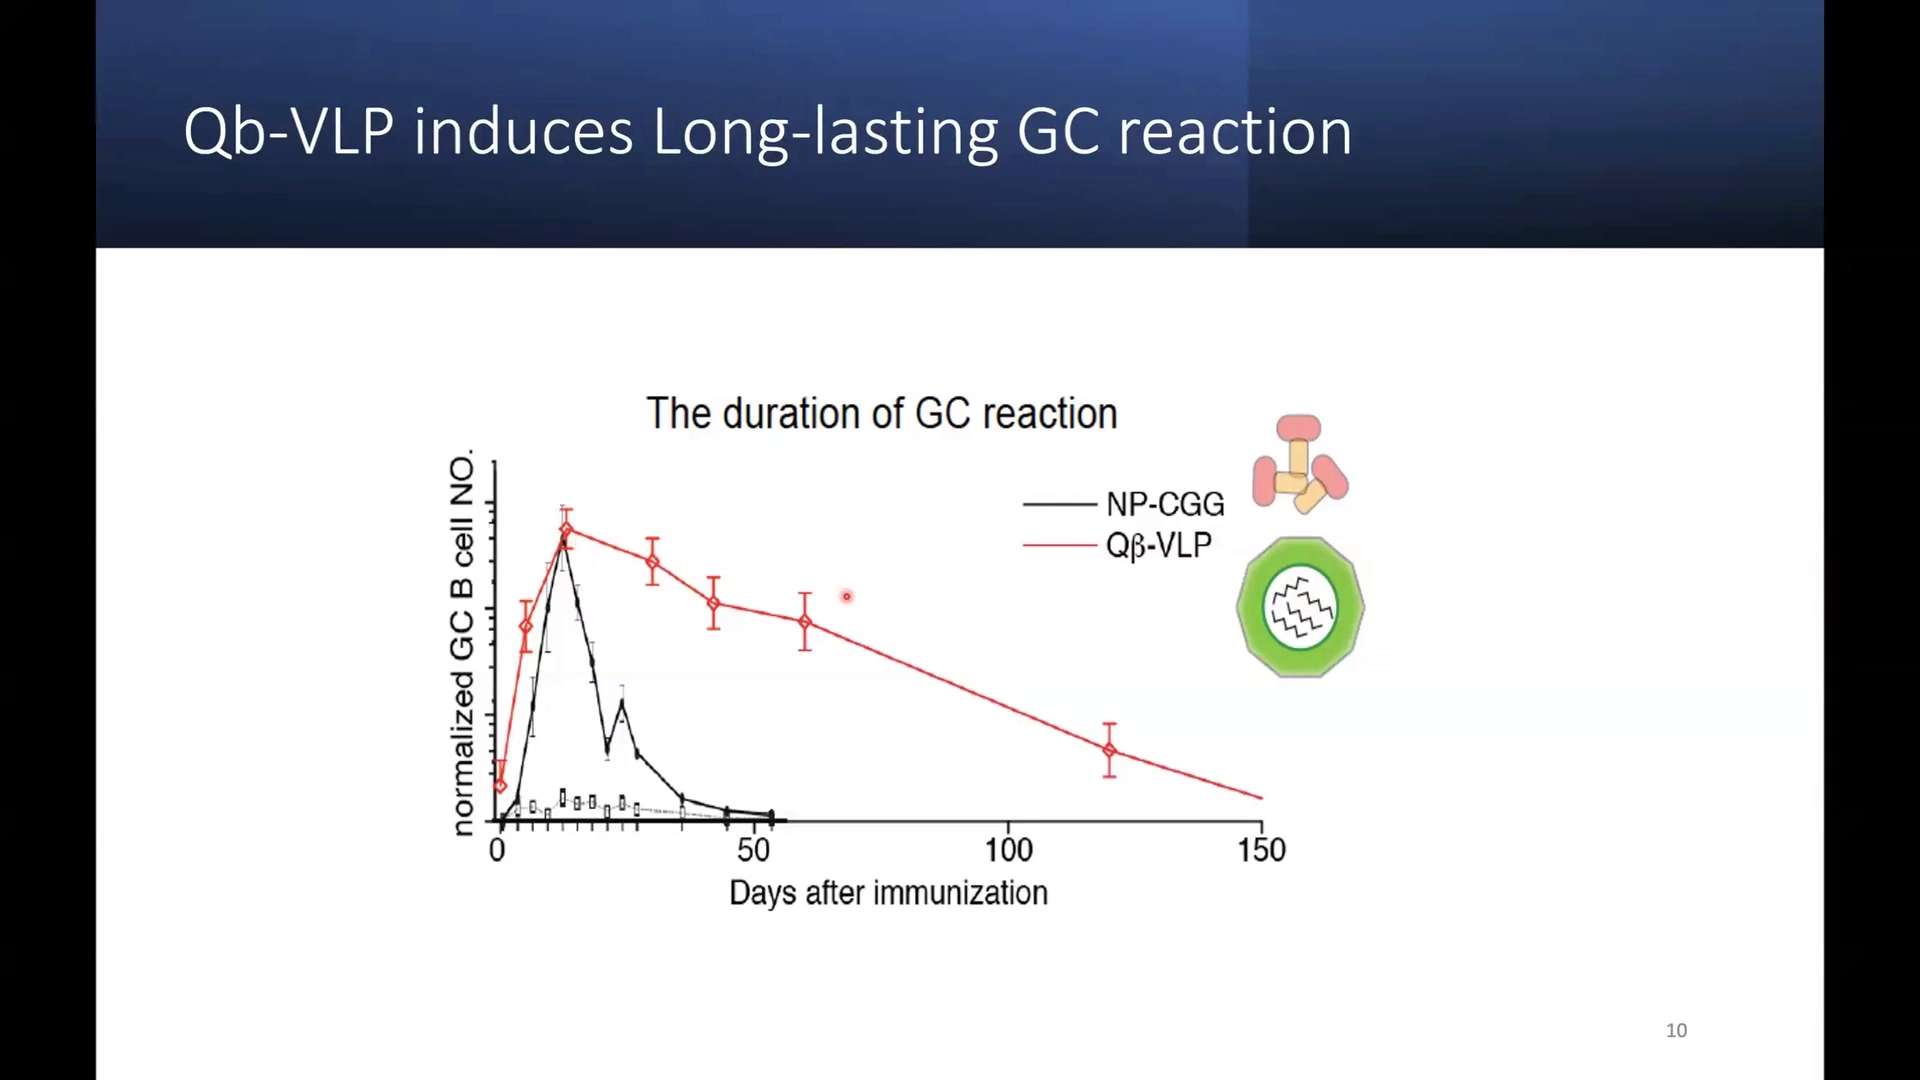 Qb-VLP induces Long-lasting GC reaction
The duration of GC reaction
normalized GC B cell NO.
NP-CGG
Qβ-VLP
0
50
100
150
Days after immunization
10